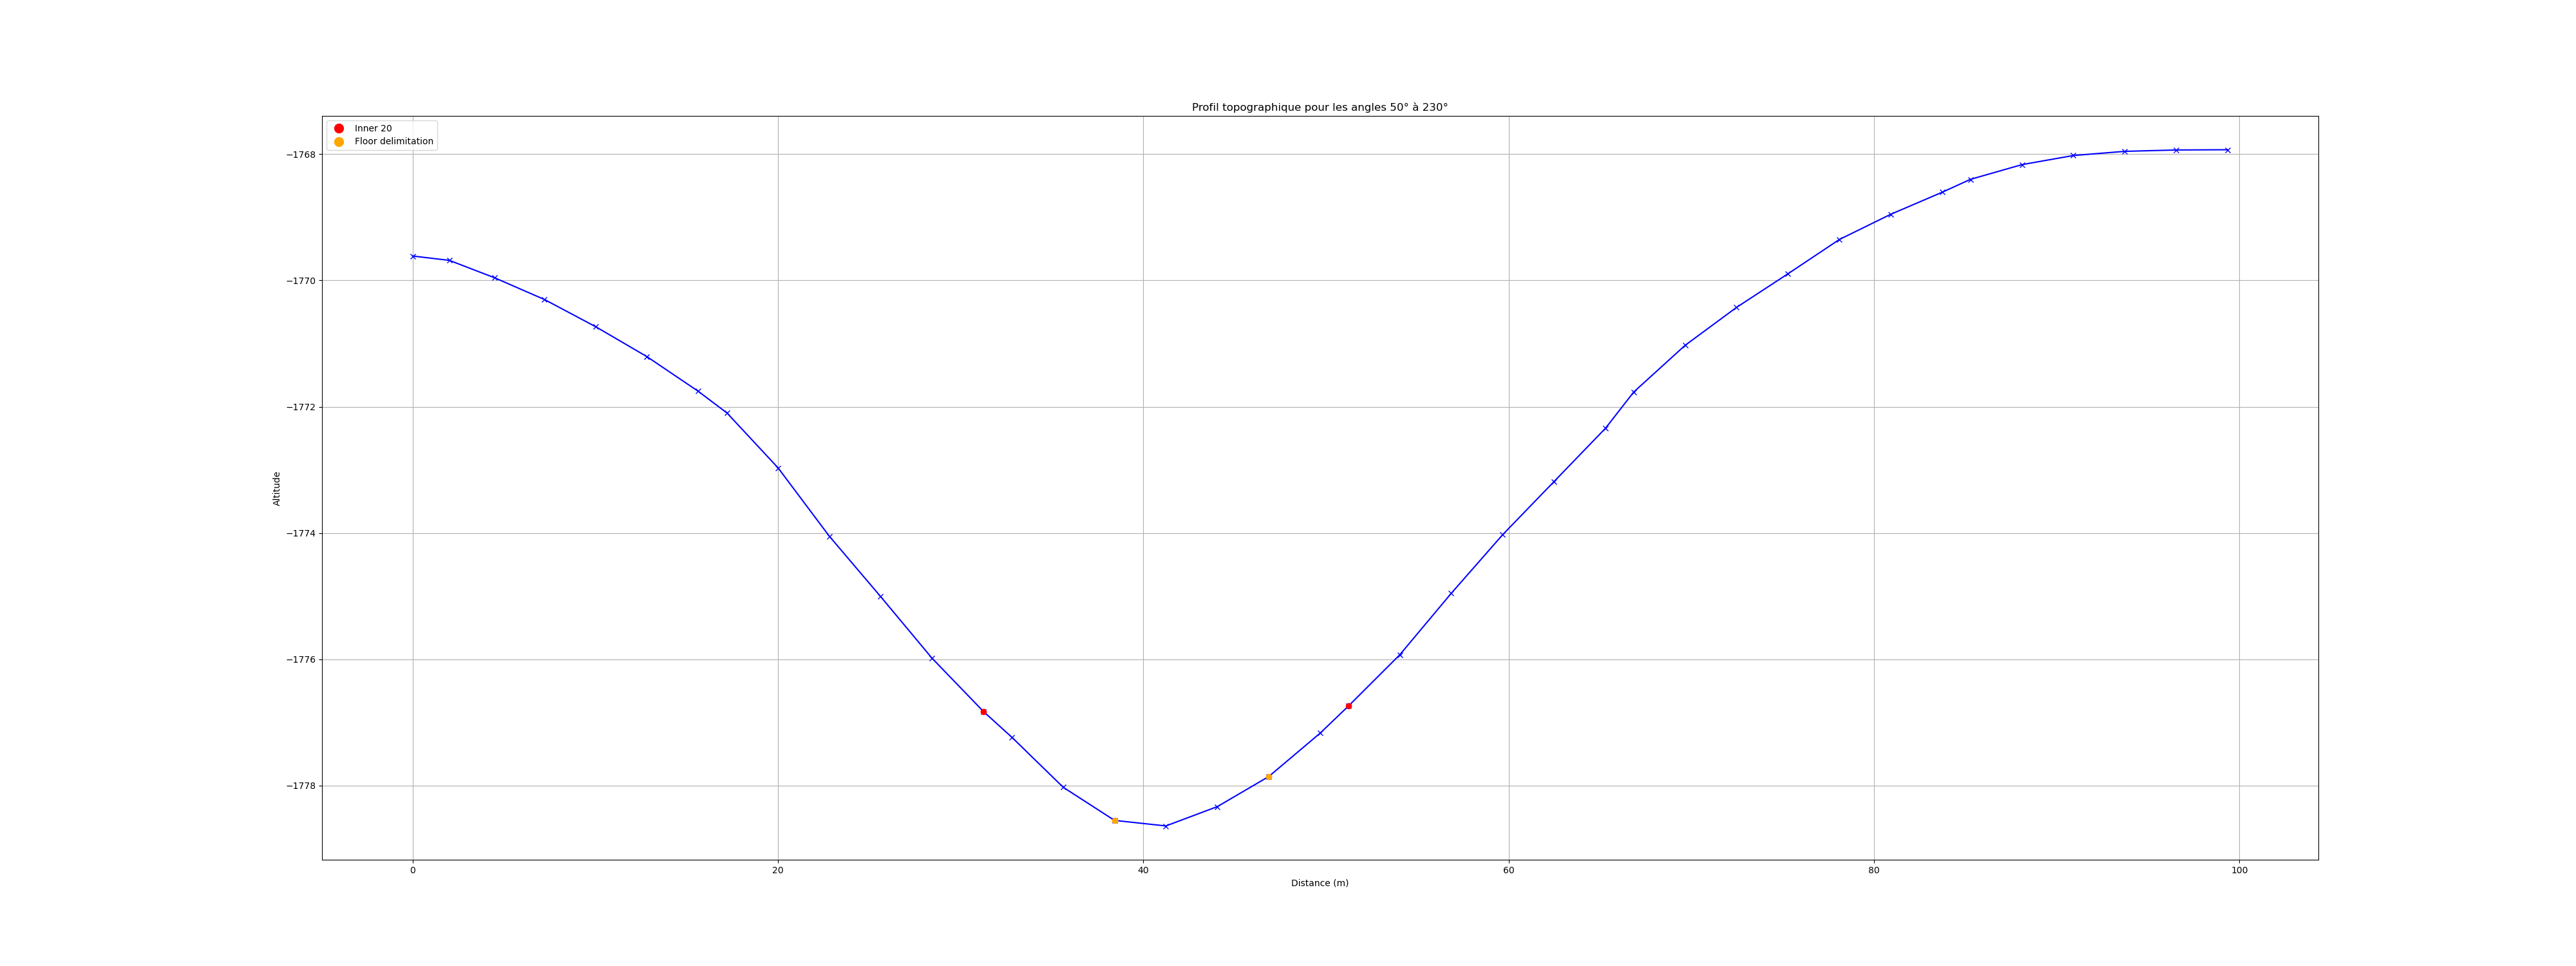 Profil topographique pour les angles 50° à 230°
Inner 20
Floor delimitation
−1768
−1770
−1772
−1774
−1776
−1778
Altitude
0 20 40 60 80 100
Distance (m)